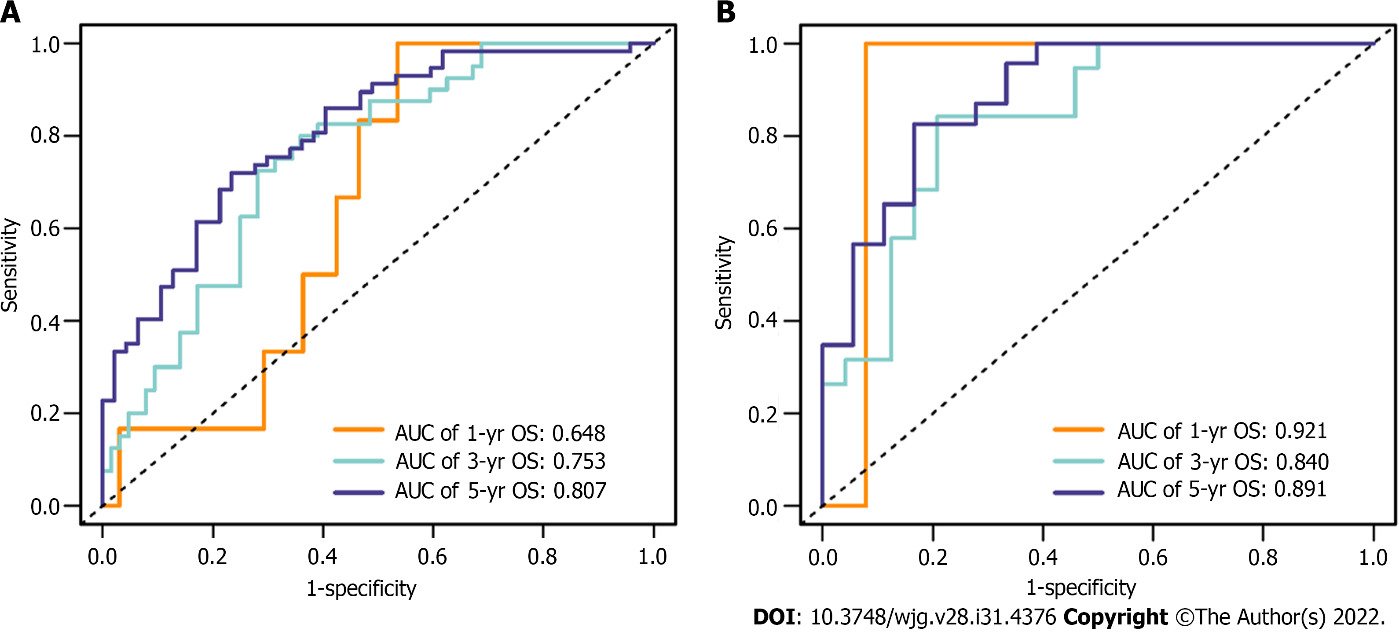 A
1.0
0.8
0.6
0.4
0.2
0.0
Sensitivity
AUC of 1-yr OS: 0.648
AUC of 3-yr OS: 0.753
AUC of 5-yr OS: 0.807
0.0 0.2 0.4 0.6 0.8 1.0
1-specificity
B
1.0
0.8
0.6
0.4
0.2
0.0
Sensitivity
AUC of 1-yr OS: 0.921
AUC of 3-yr OS: 0.840
AUC of 5-yr OS: 0.891
0.0 0.2 0.4 0.6 0.8 1.0
1-specificity
DOI: 10.3748/wjg.v28.i31.4376 Copyright ©The Author(s) 2022.